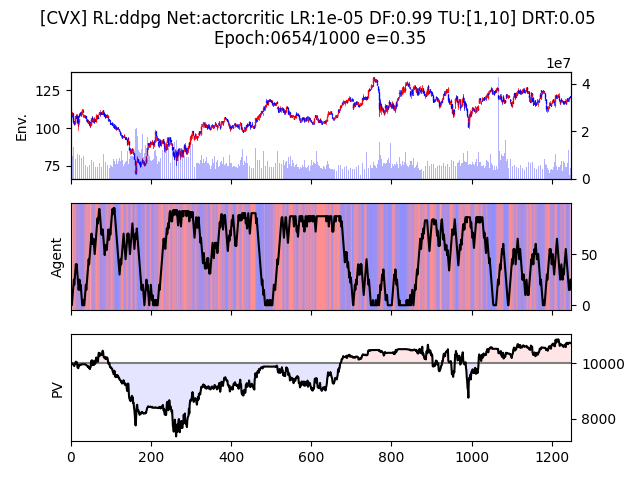 [CVX] RL:ddpg Net:actorcritic LR:1e-05 DF:0.99 TU:[1,10] DRT:0.05
Epoch:0654/1000 e=0.35
1e7
125
100
75
Env.
4
2
0
Agent
50
0
PV
10000
8000
0 200 400 600 800 1000 1200